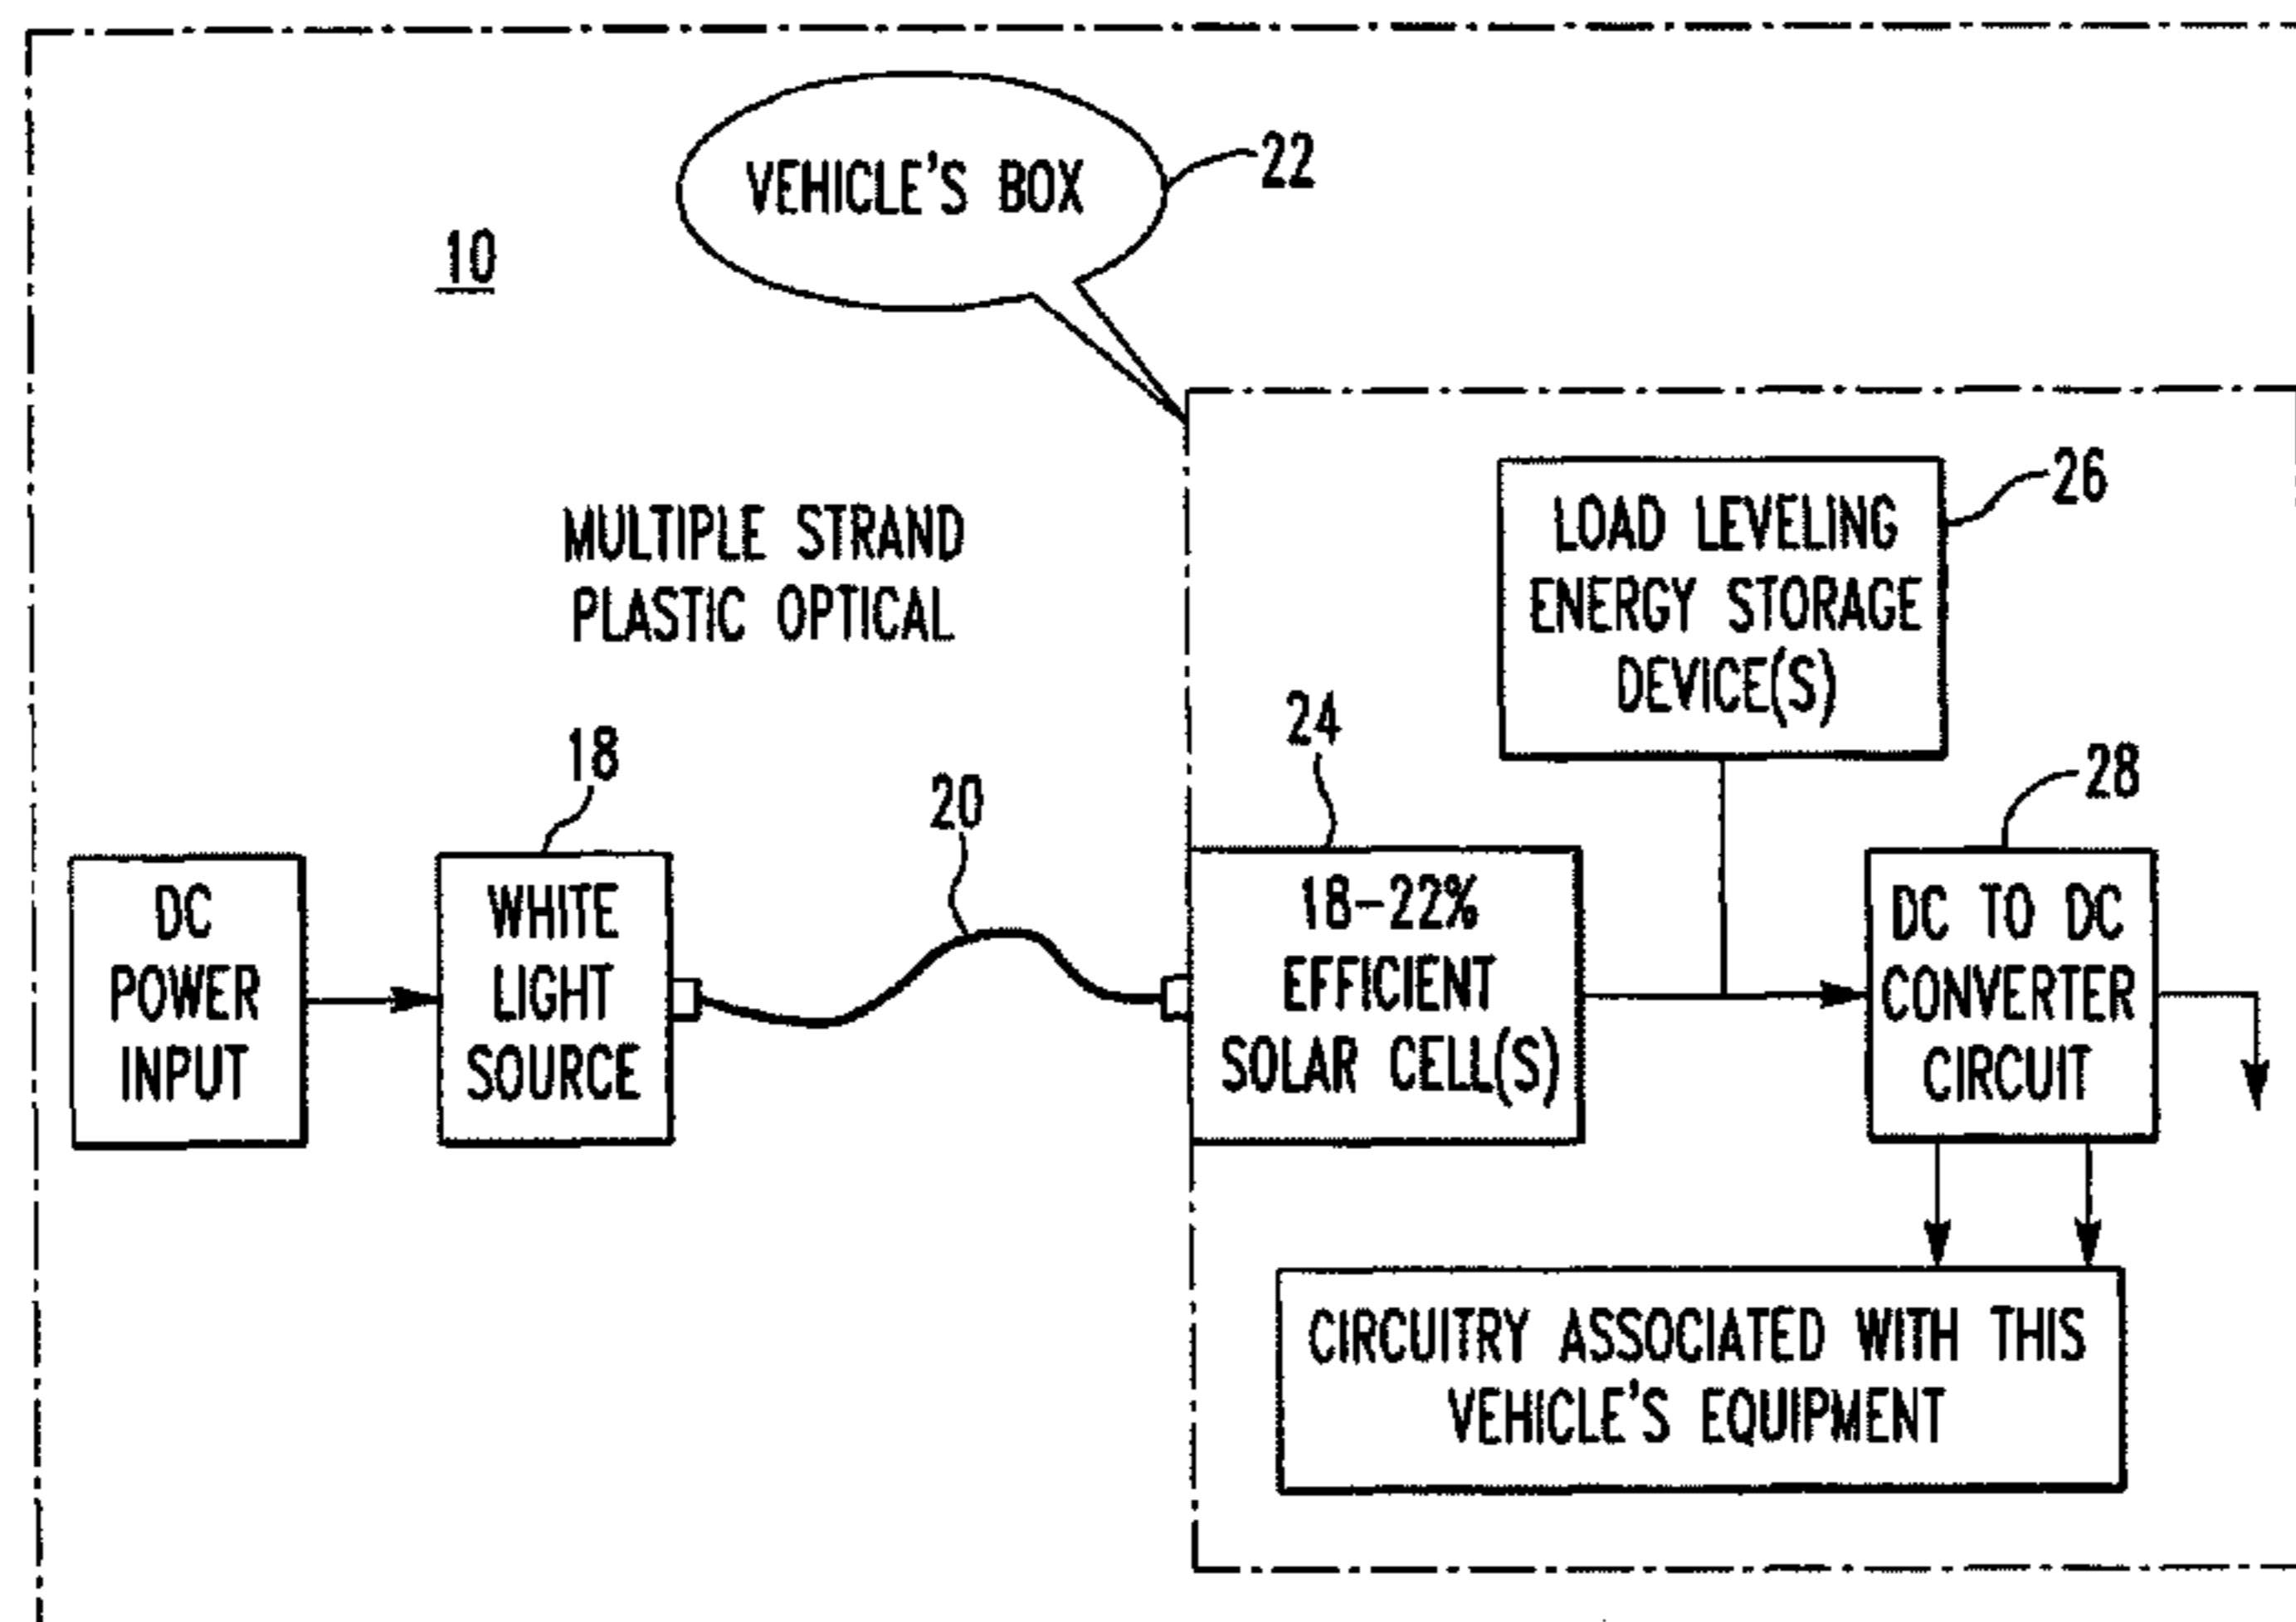 VEHICLE'S BOX
22
10
MULTIPLE STRAND
PLASTIC OPTICAL
LOAD LEVELING
ENERGY STORAGE
DEVICE(S)
26
18
20
24
28
DC
POWER
INPUT
WHITE
LIGHT
SOURCE
18-22%
EFFICIENT
SOLAR CELL(S)
DC TO DC
CONVERTER
CIRCUIT
CIRCUITRY ASSOCIATED WITH THIS
VEHICLE'S EQUIPMENT